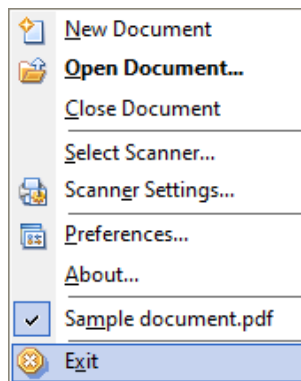 New Document
Open Document...
Close Document
Select Scanner...
Scanner Settings...
Preferences...
About...
Sample document.pdf
Exit